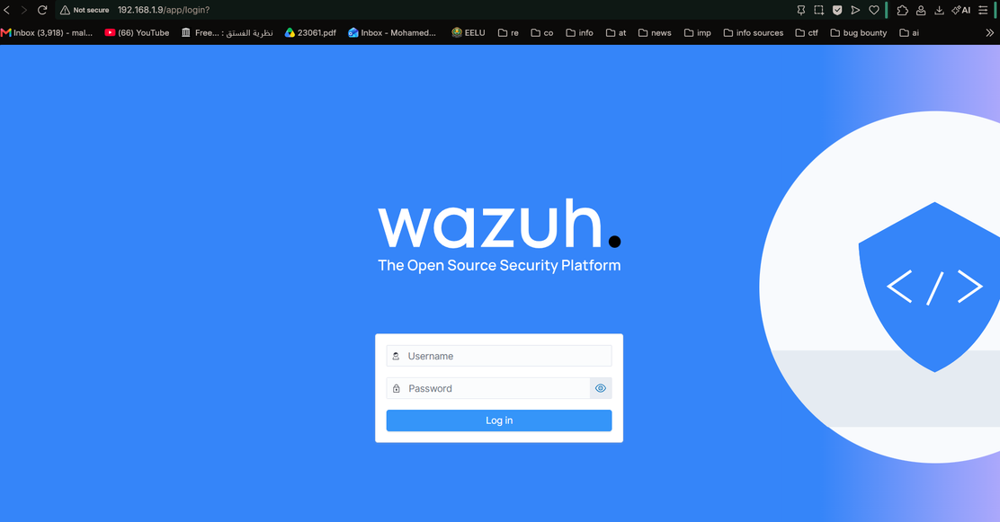 Not secure 192.168.1.9/app/login? AI
Inbox (3,918) - mal... (66) YouTube Free... : نظرية الفستق 23061.pdf Inbox - Mohamed... EELU re co info at news imp info sources ctf bug bounty ai
wazuh.
The Open Source Security Platform
Username
Password
Log in